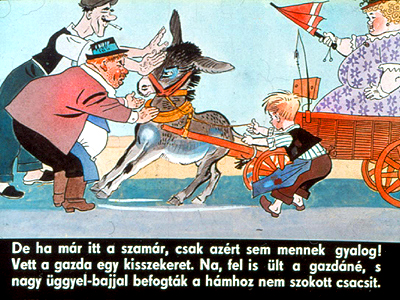 De ha már itt a szamár, csak azért sem mennek gyalog!
Vett a gazda egy kisszekeret. Na, fel is ült a gazdáné, s
nagy üggyel-bajjal befogták a hámhoz nem szokott csacsit.